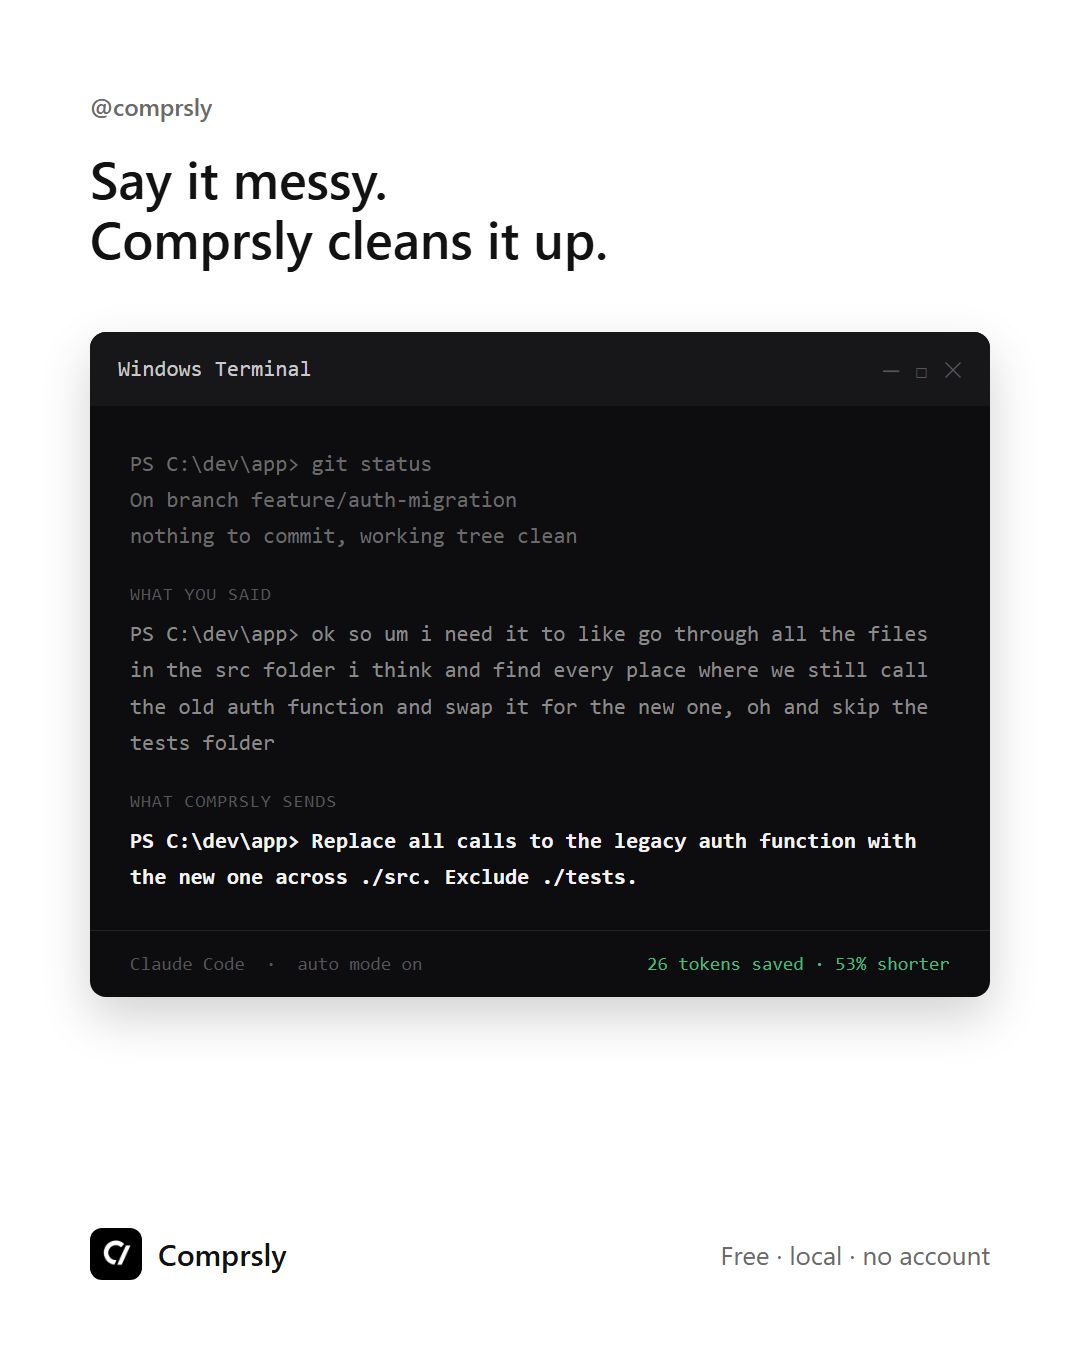 @comprsly
Say it messy.
Comprsly cleans it up.
Windows Terminal
PS C:\dev\app> git status
On branch feature/auth-migration
nothing to commit, working tree clean
WHAT YOU SAID
PS C:\dev\app> ok so um i need it to like go through all the files
in the src folder i think and find every place where we still call
the old auth function and swap it for the new one, oh and skip the
tests folder
WHAT COMPRSLY SENDS
PS C:\dev\app> Replace all calls to the legacy auth function with
the new one across ./src. Exclude ./tests.
Claude Code · auto mode on
26 tokens saved · 53% shorter
Comprsly
Free · local · no account